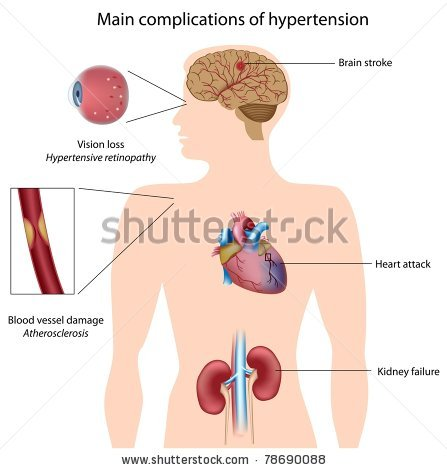 Main complications of hypertension
Brain stroke
Vision loss
Hypertensive retinopathy
shutterstock
Heart attack
Blood vessel damage
Atherosclerosis
Kidney failure
www.shutterstock.com · 78690088